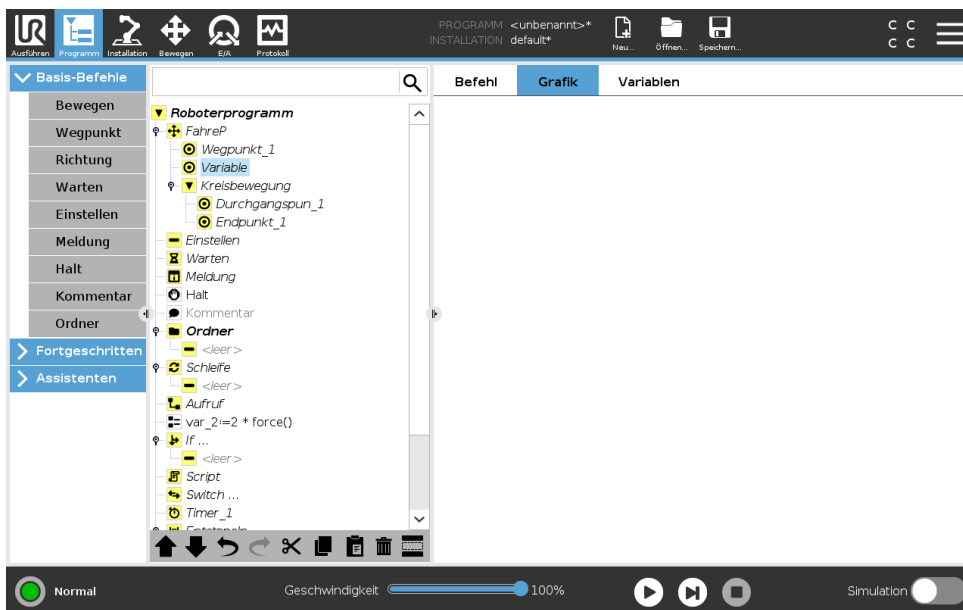 UR
PROGRAMM <unbenannt>*
INSTALLATION default*
Ausführen Programm Installation Bewegen E/A Protokoll
Neu... Öffnen... Speichern...
C C
C C
Basis-Befehle
Bewegen
Wegpunkt
Richtung
Warten
Einstellen
Meldung
Halt
Kommentar
Ordner
Fortgeschritten
Assistenten
Roboterprogramm
FahreP
Wegpunkt_1
Variable
Kreisbewegung
Durchgangspun_1
Endpunkt_1
Einstellen
Warten
Meldung
Halt
Kommentar
Ordner
<leer>
Schleife
<leer>
Aufruf
var_2:=2 * force()
If ...
<leer>
Script
Switch ...
Timer_1
Entstapeln
Befehl Grafik Variablen
Normal
Geschwindigkeit 100%
Simulation